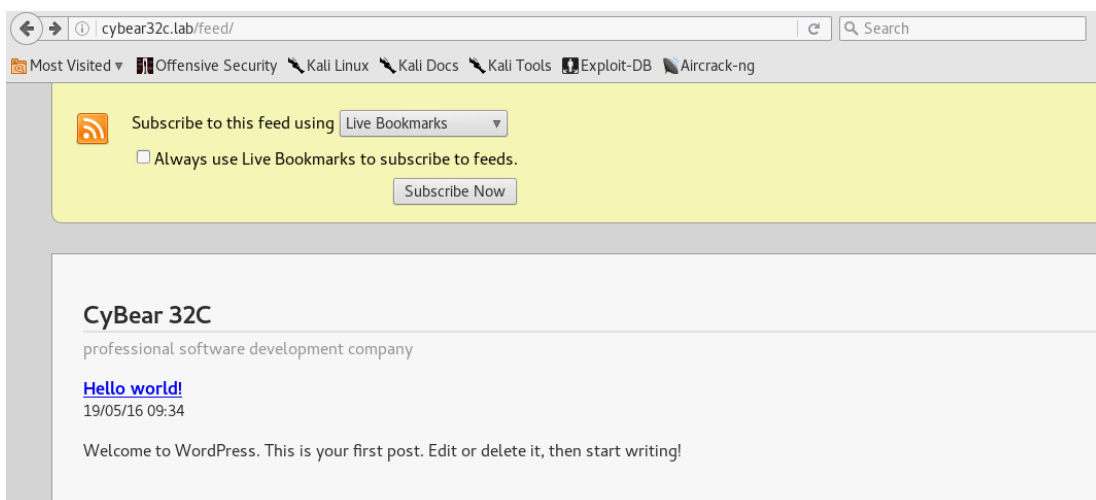 cybear32c.lab/feed/
Search
Most Visited Offensive Security Kali Linux Kali Docs Kali Tools Exploit-DB Aircrack-ng
Subscribe to this feed using Live Bookmarks
Always use Live Bookmarks to subscribe to feeds.
Subscribe Now
CyBear 32C
professional software development company
Hello world!
19/05/16 09:34
Welcome to WordPress. This is your first post. Edit or delete it, then start writing!